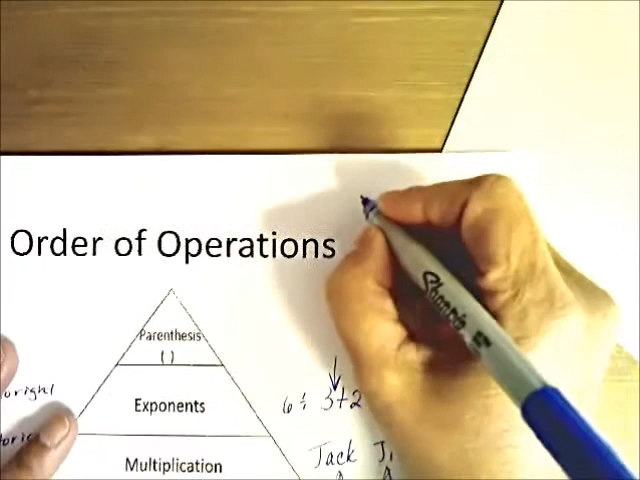 Order of Operations
Parenthesis
( )
Exponents
Multiplication
6 ÷ 3+2
Jack
Sharpie